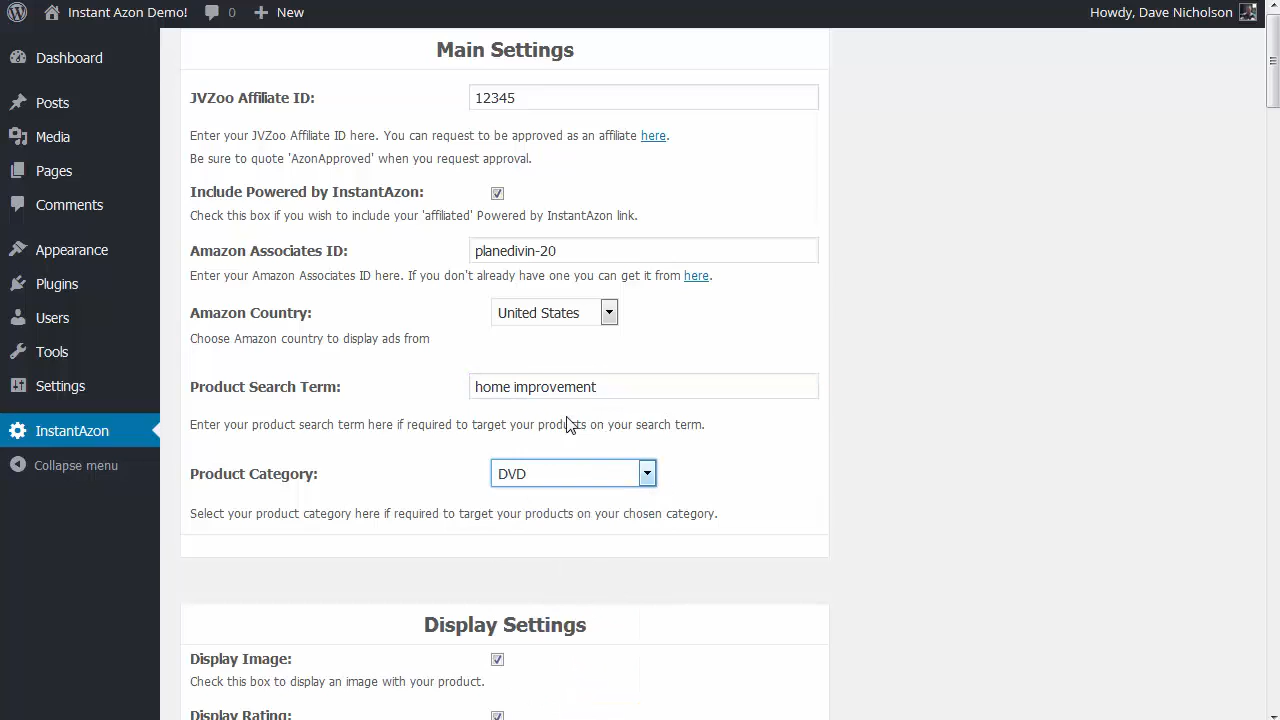 Instant Azon Demo! 0 New Howdy, Dave Nicholson
Dashboard
Posts
Media
Pages
Comments
Appearance
Plugins
Users
Tools
Settings
InstantAzon
Collapse menu
Main Settings
JVZoo Affiliate ID: 12345
Enter your JVZoo Affiliate ID here. You can request to be approved as an affiliate here.
Be sure to quote 'AzonApproved' when you request approval.
Include Powered by InstantAzon:
Check this box if you wish to include your 'affiliated' Powered by InstantAzon link.
Amazon Associates ID: planedivin-20
Enter your Amazon Associates ID here. If you don't already have one you can get it from here.
Amazon Country: United States
Choose Amazon country to display ads from
Product Search Term: home improvement
Enter your product search term here if required to target your products on your search term.
Product Category: DVD
Select your product category here if required to target your products on your chosen category.
Display Settings
Display Image:
Check this box to display an image with your product.
Display Rating: